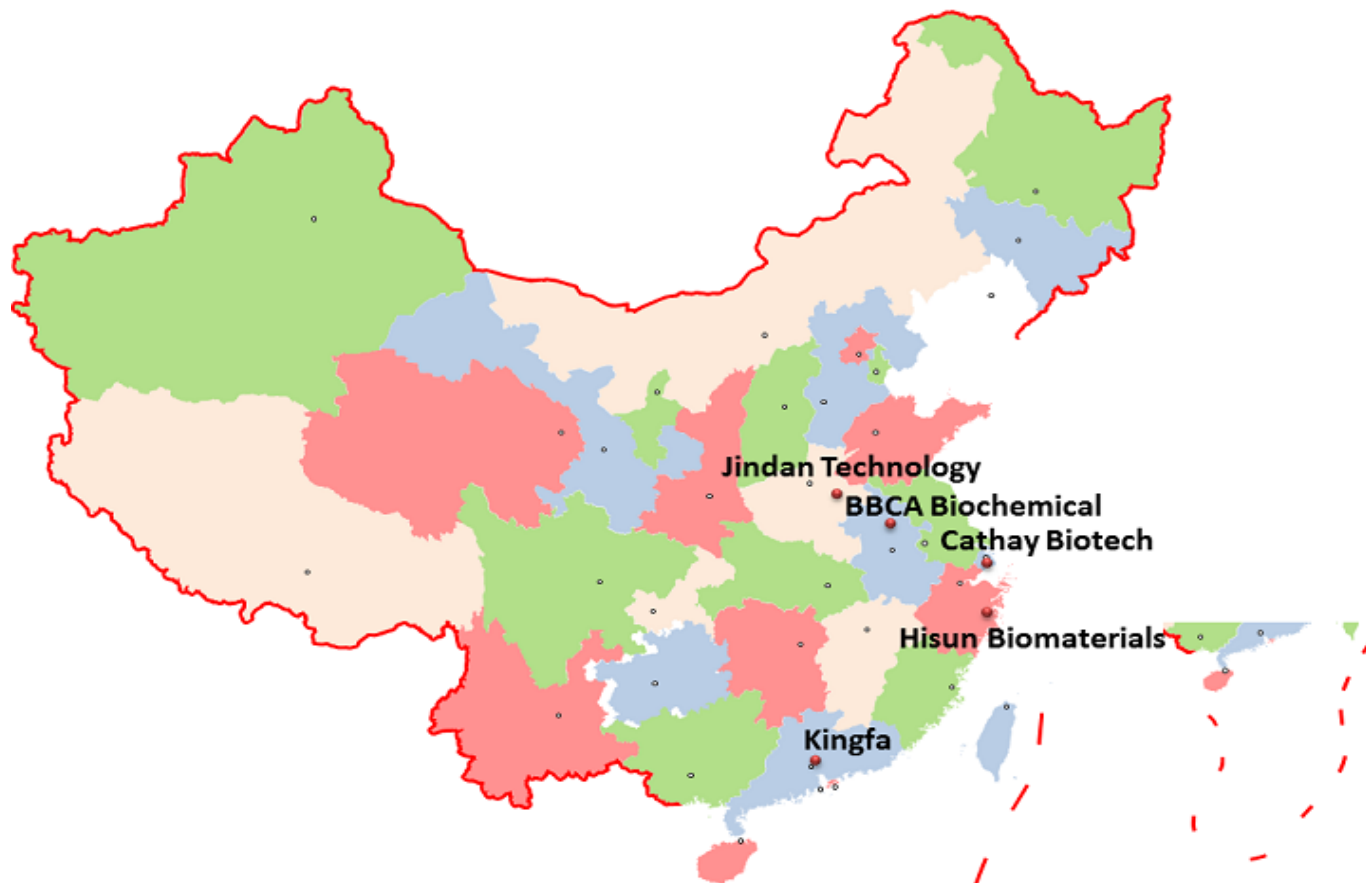 Jindan Technology
BBCA Biochemical
Cathay Biotech
Hisun Biomaterials
Kingfa